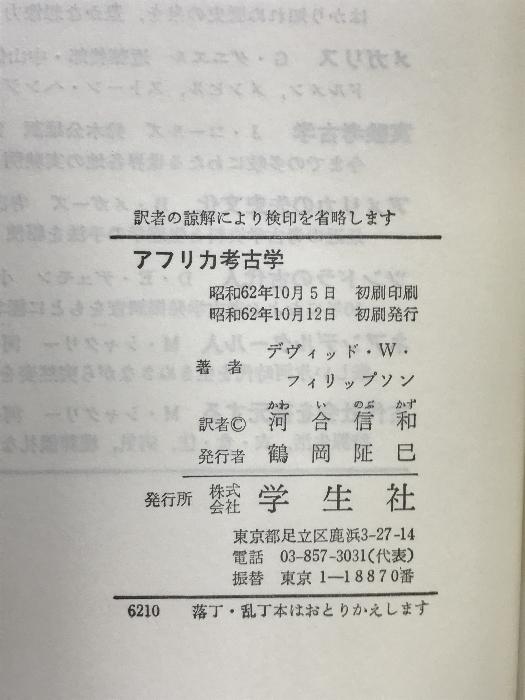 訳者の諒解により検印を省略します
アフリカ考古学
昭和62年10月5日 初刷印刷
昭和62年10月12日 初刷発行
著者 デヴィッド・W・
フィリップソン
かわ い のぶ かず
訳者© 河合信和
発行者 鶴岡阷巳
発行所 株式会社 学生社
東京都足立区鹿浜3-27-14
電話 03-857-3031(代表)
振替 東京1―18870番
6210 落丁・乱丁本はおとりかえします